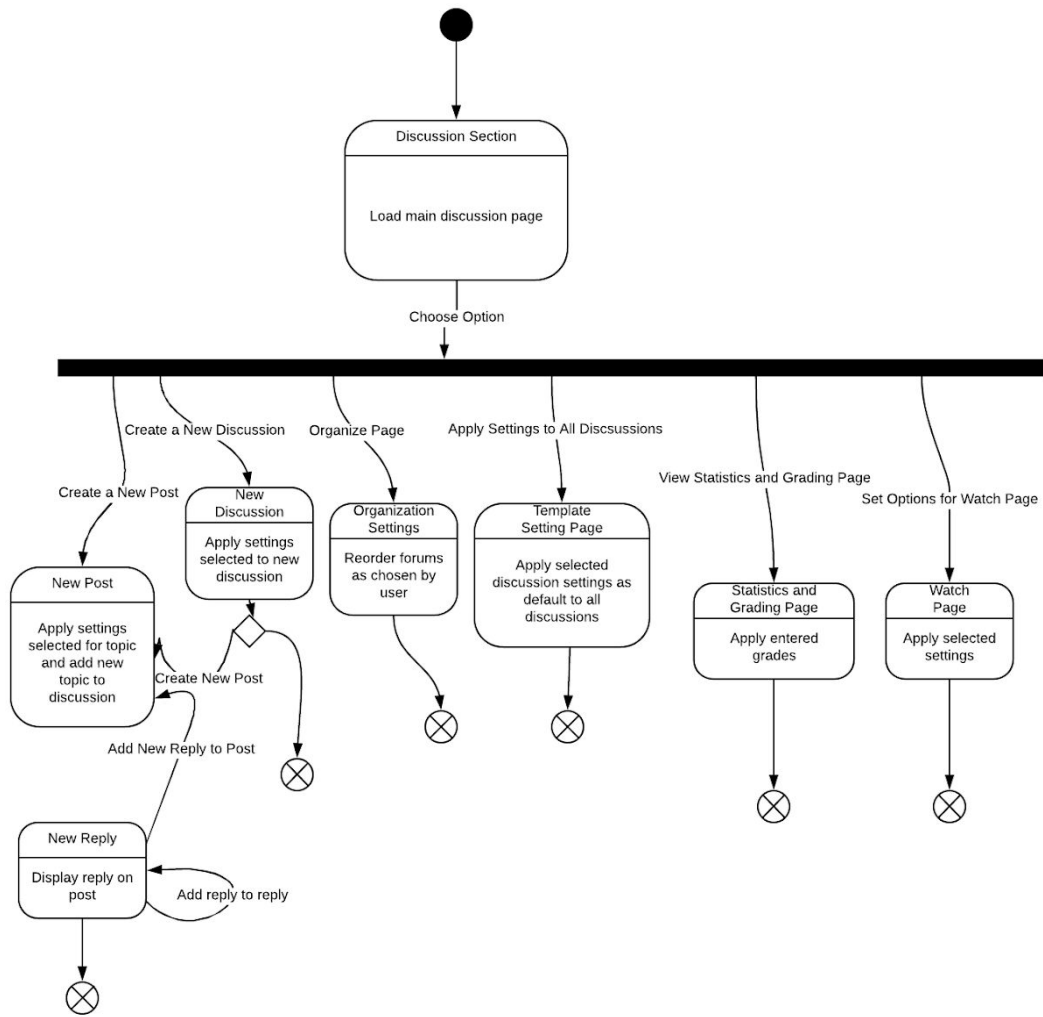 Discussion Section
Load main discussion page
Choose Option
Create a New Discussion
Organize Page
Apply Settings to All Discsussions
View Statistics and Grading Page
Set Options for Watch Page
Create a New Post
New
Discussion
Apply settings
selected to new
discussion
Organization
Settings
Reorder forums
as chosen by
user
Template
Setting Page
Apply selected
discussion settings as
default to all
discussions
Statistics and
Grading Page
Apply entered
grades
Watch
Page
Apply selected
settings
New Post
Apply settings
selected for topic
and add new
topic to
discussion
Create New Post
Add New Reply to Post
New Reply
Display reply on
post
Add reply to reply